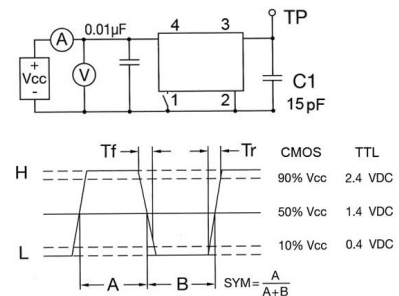 TP
A
0.01µF
4 3
+
Vcc
-
V
1 2
C1
15pF
Tf Tr CMOS TTL
H 90% Vcc 2.4 VDC
50% Vcc 1.4 VDC
L 10% Vcc 0.4 VDC
A B SYM= A
A+B